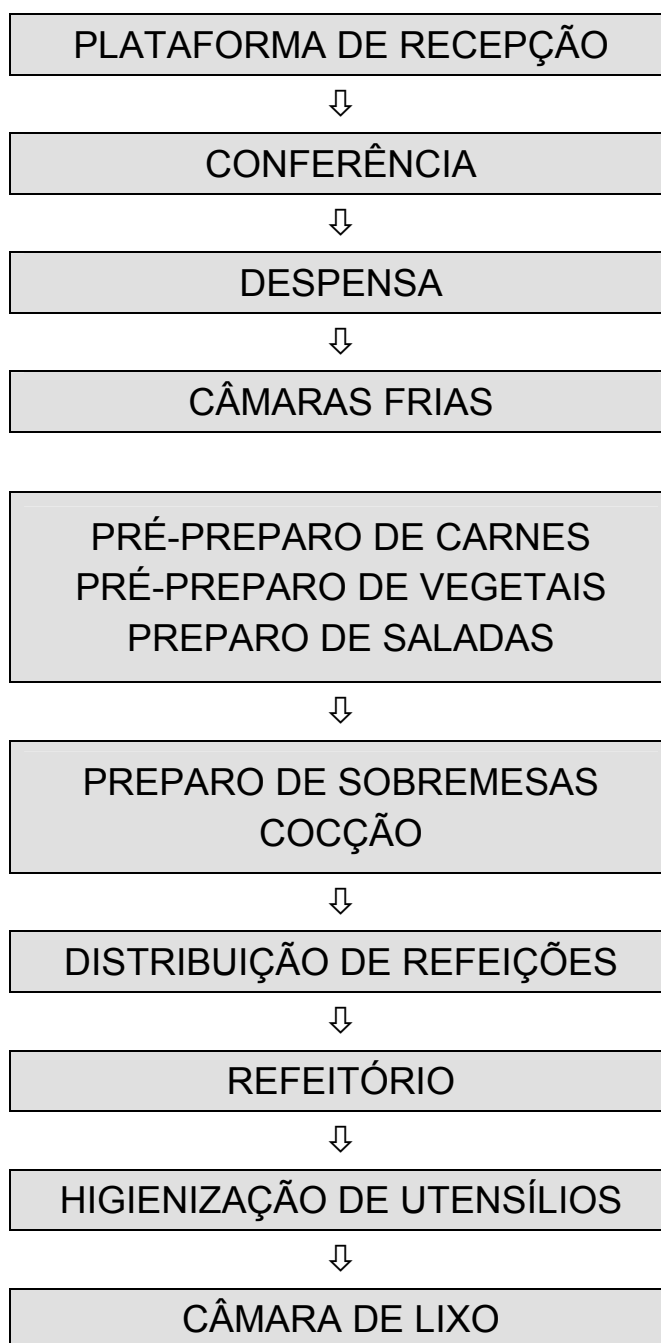 PLATAFORMA DE RECEPÇÃO
⇩
CONFERÊNCIA
⇩
DESPENSA
⇩
CÂMARAS FRIAS
PRÉ-PREPARO DE CARNES
PRÉ-PREPARO DE VEGETAIS
PREPARO DE SALADAS
⇩
PREPARO DE SOBREMESAS
COCÇÃO
⇩
DISTRIBUIÇÃO DE REFEIÇÕES
⇩
REFEITÓRIO
⇩
HIGIENIZAÇÃO DE UTENSÍLIOS
⇩
CÂMARA DE LIXO